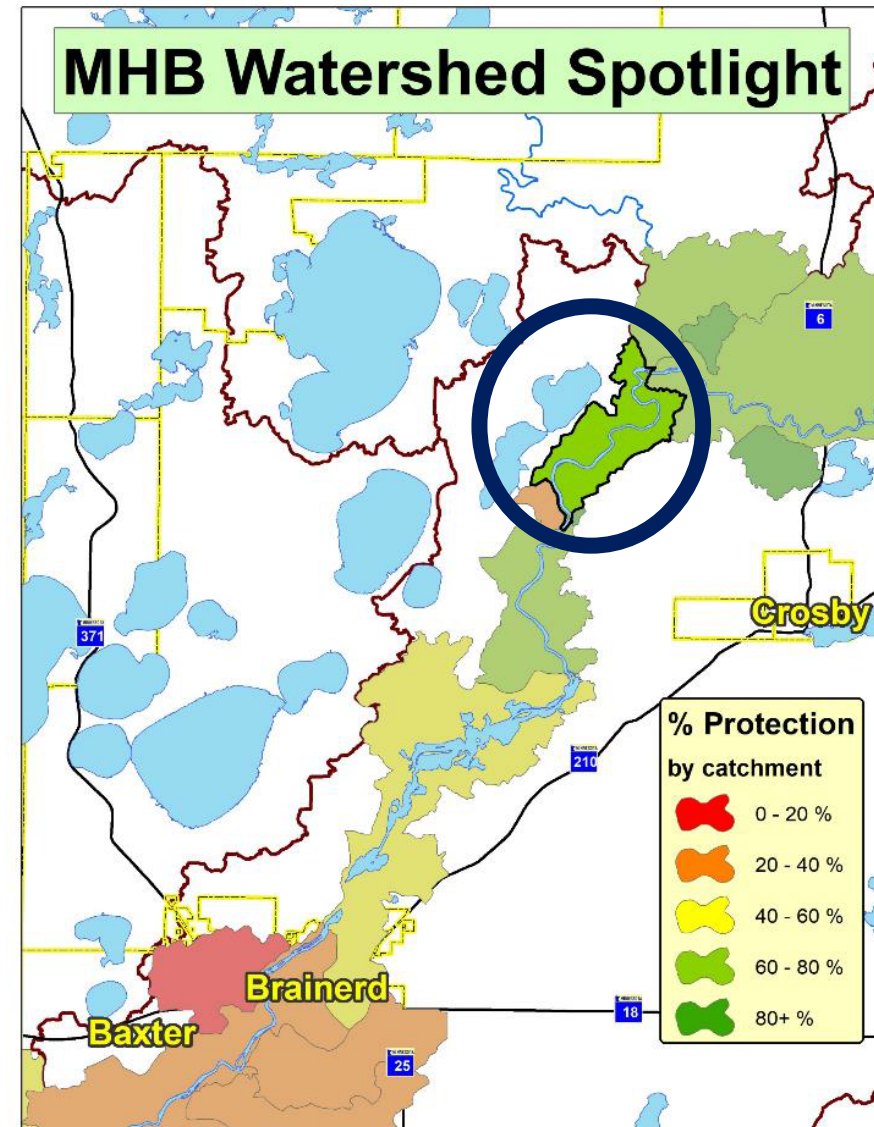 MHB Watershed Spotlight
6
371
Crosby
210
% Protection
by catchment
0 - 20 %
20 - 40 %
40 - 60 %
60 - 80 %
80+ %
Brainerd
Baxter
18
25